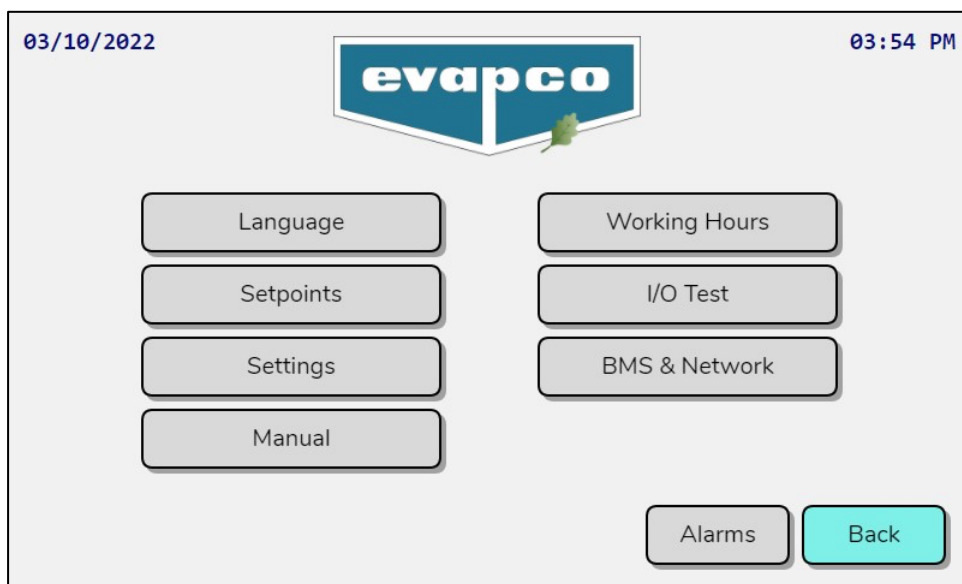 03/10/2022
03:54 PM
evapco
Language
Working Hours
Setpoints
I/O Test
Settings
BMS & Network
Manual
Alarms
Back